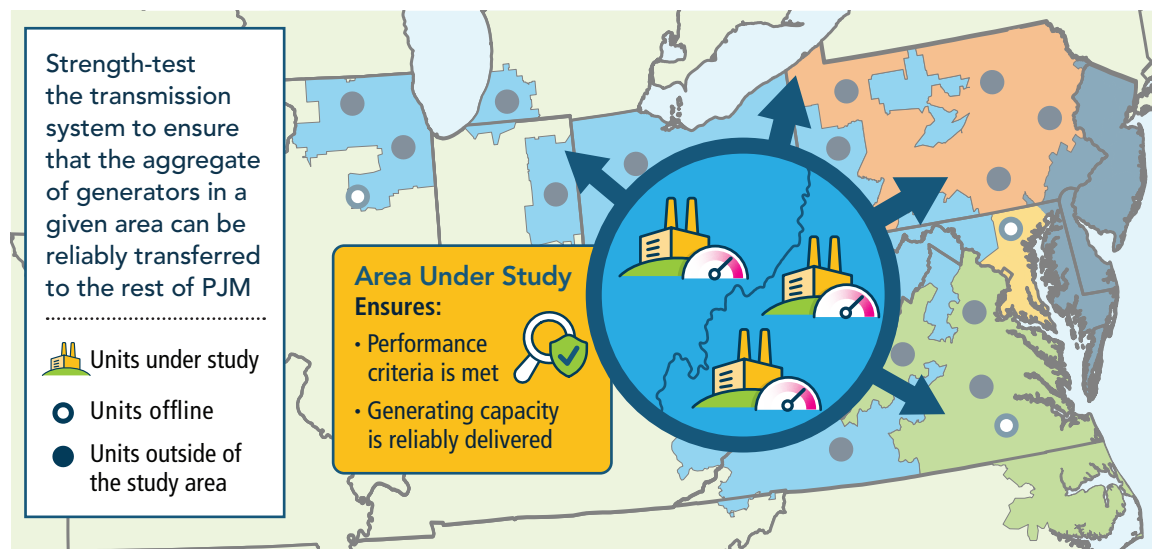 Strength-test
the transmission
system to ensure
that the aggregate
of generators in a
given area can be
reliably transferred
to the rest of PJM
Units under study
Units offline
Units outside of
the study area
Area Under Study
Ensures:
• Performance
criteria is met
• Generating capacity
is reliably delivered